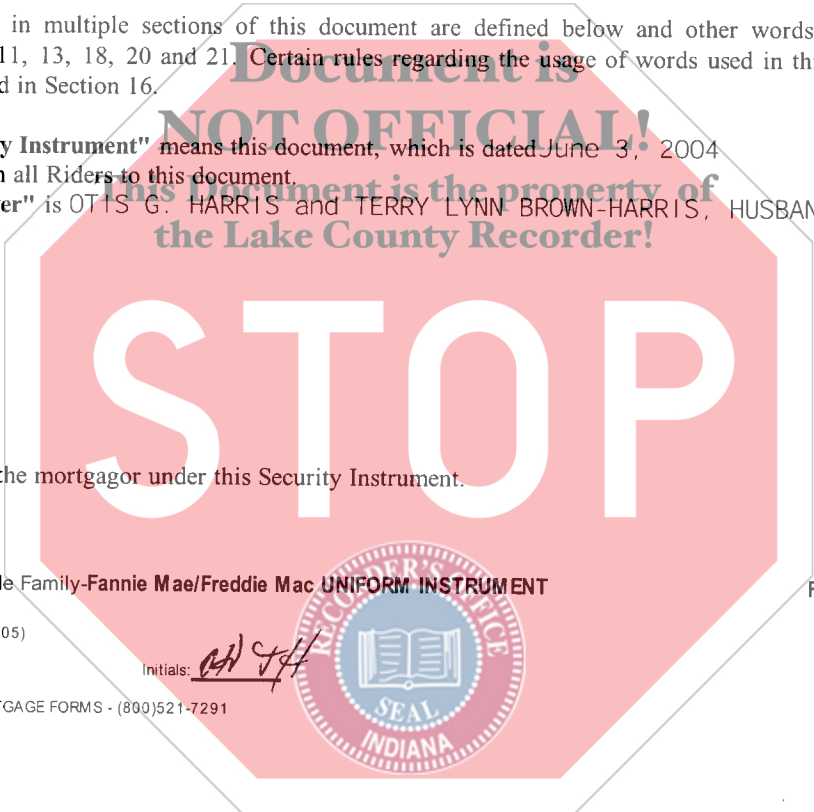 in multiple sections of this document are defined below and other words
11, 13, 18, 20 and 21. Certain rules regarding the usage of words used in th
d in Section 16.
Document is
NOT OFFICIAL!
This Document is the property of
the Lake County Recorder!
y Instrument" means this document, which is dated June 3, 2004
n all Riders to this document.
er" is OTIS G. HARRIS and TERRY LYNN BROWN-HARRIS, HUSBAN
STOP
the mortgagor under this Security Instrument.
le Family-Fannie Mae/Freddie Mac UNIFORM INSTRUMENT
05)
Initials: OH TH
TGAGE FORMS - (800)521-7291
RECORDER'S OFFICE
SEAL
INDIANA